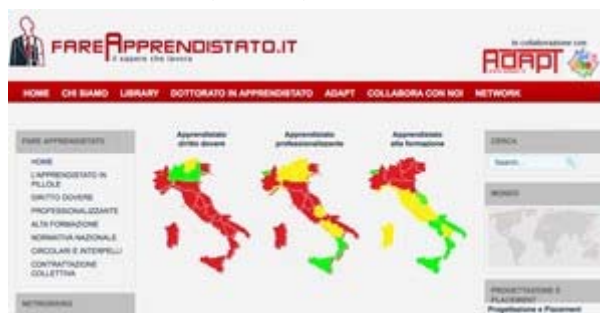 FAREAPPRENDISTATO.IT
il sapere che lavora
In collaborazione con
ADAPT
HOME CHI SIAMO LIBRARY DOTTORATO IN APPRENDISTATO ADAPT COLLABORA CON NOI NETWORK
FARE APPRENDISTATO
HOME
L'APPRENDISTATO IN
PILLOLE
DIRITTO DOVERE
PROFESSIONALIZZANTE
ALTA FORMAZIONE
NORMATIVA NAZIONALE
CIRCOLARI E INTERPELLI
CONTRATTAZIONE
COLLETTIVA
NETWORKING
Apprendistato
diritto dovere
Apprendistato
professionalizzante
Apprendistato
alta formazione
CERCA
Search...
MONDO
PROGETTAZIONE E
PLACEMENT
Progettazione e Placement